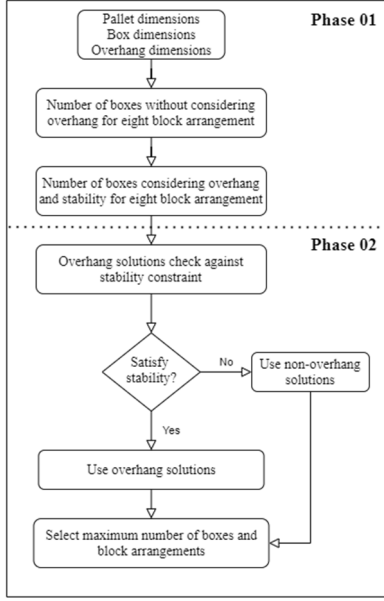 Phase 01
Pallet dimensions
Box dimensions
Overhang dimensions
Number of boxes without considering
overhang for eight block arrangement
Number of boxes considering overhang
and stability for eight block arrangement
Phase 02
Overhang solutions check against
stability constraint
Satisfy
stability?
No
Use non-overhang
solutions
Yes
Use overhang solutions
Select maximum number of boxes and
block arrangements